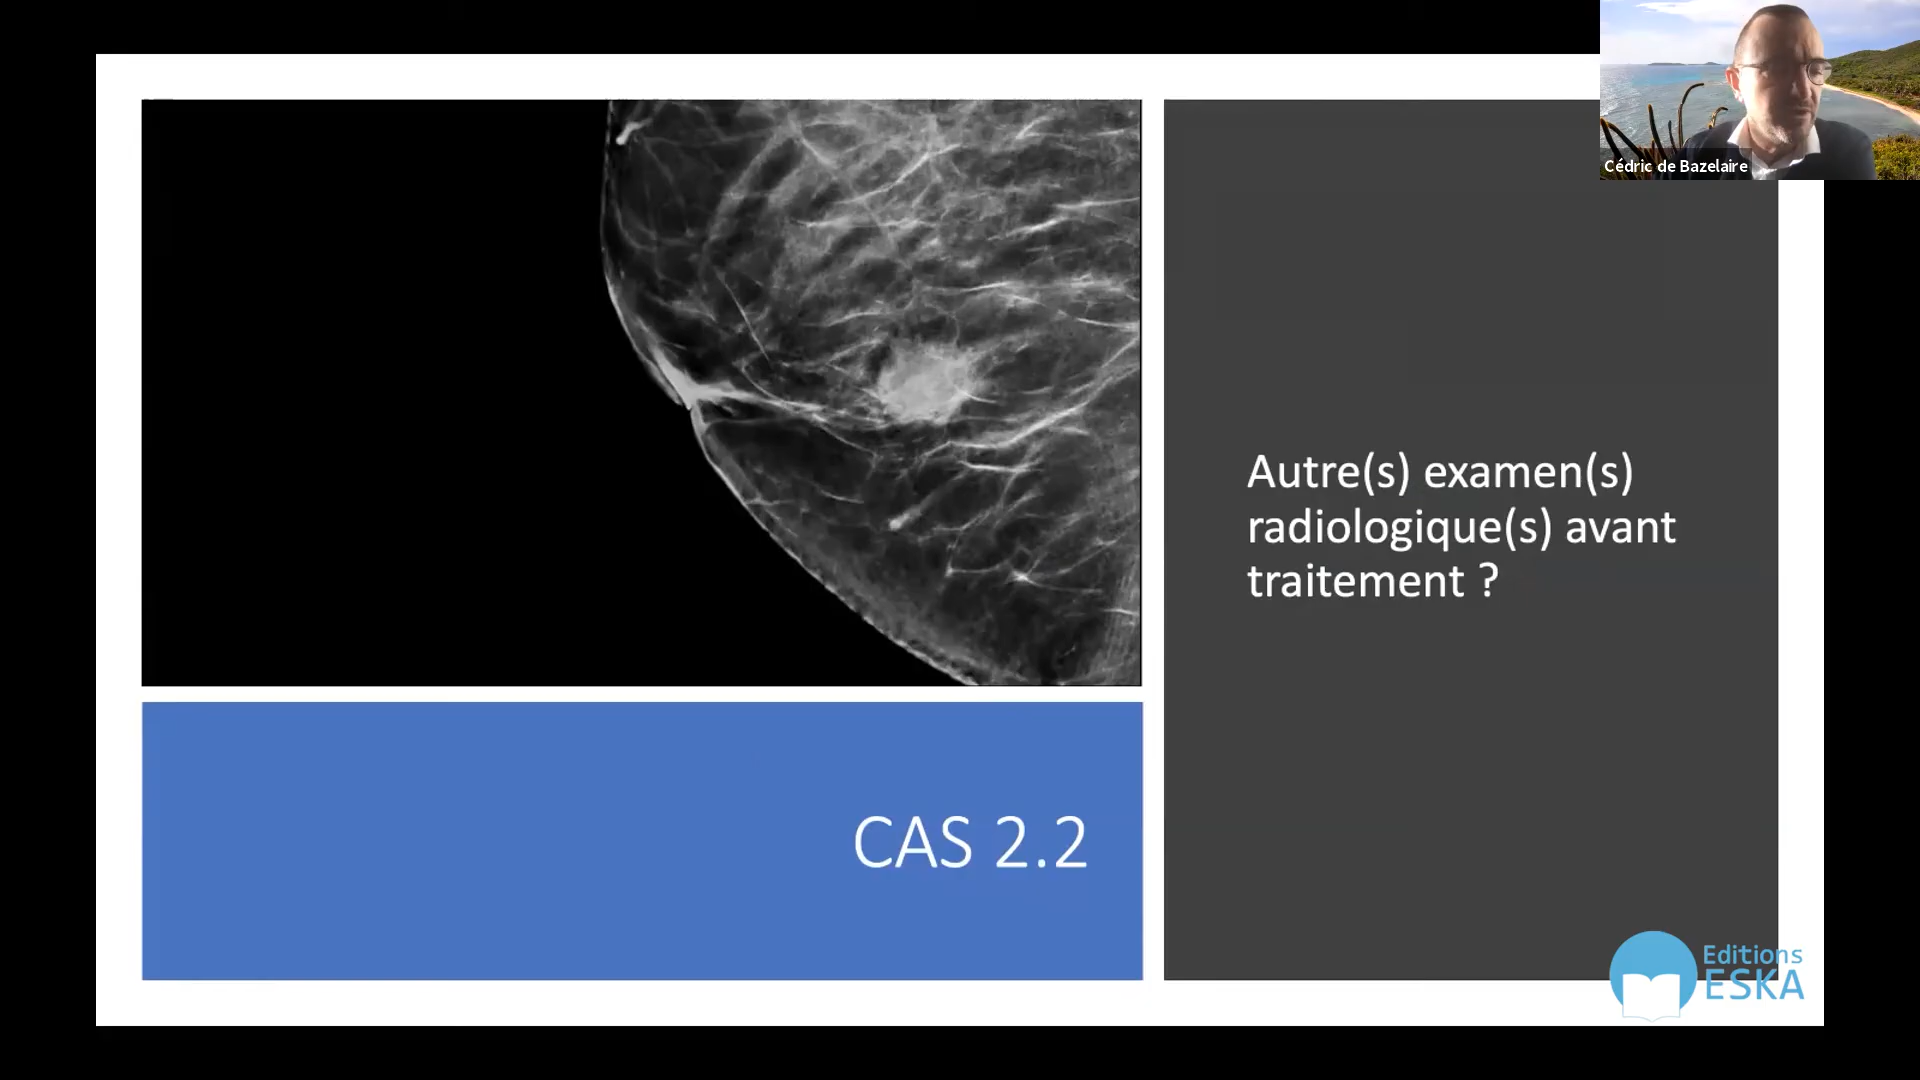 Cédric de Bazelaire
Autre(s) examen(s)
radiologique(s) avant
traitement ?
CAS 2.2
Editions
ESKA